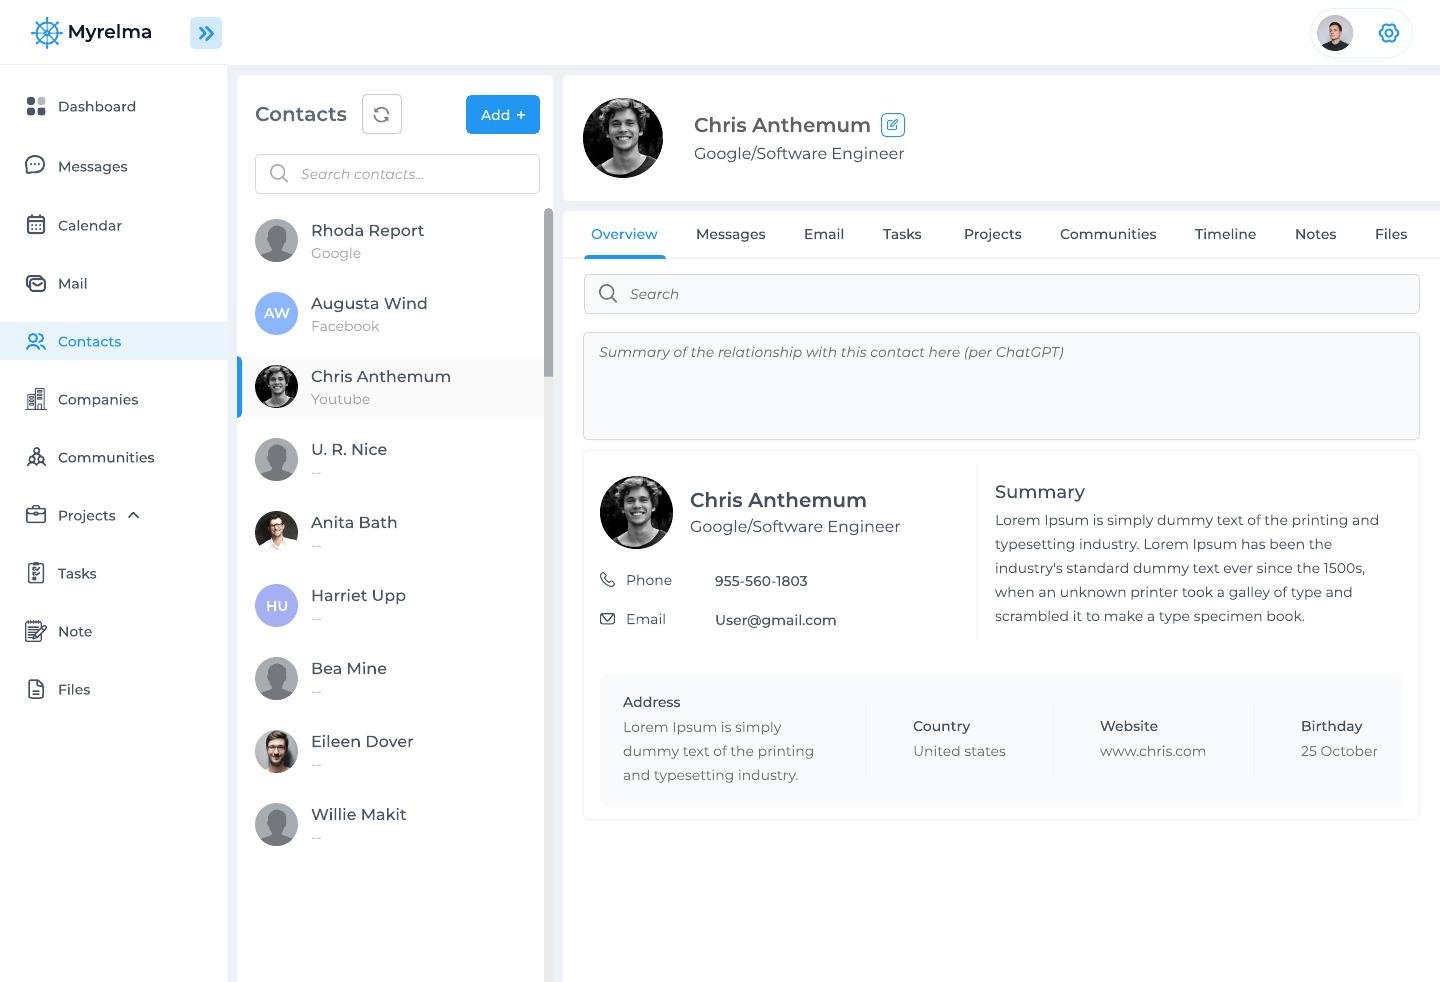 Myrelma
Dashboard
Messages
Calendar
Mail
Contacts
Companies
Communities
Projects
Tasks
Note
Files
Contacts
Add +
Search contacts...
Rhoda Report
Google
AW
Augusta Wind
Facebook
Chris Anthemum
Youtube
U. R. Nice
--
Anita Bath
--
HU
Harriet Upp
--
Bea Mine
--
Eileen Dover
--
Willie Makit
--
Chris Anthemum
Google/Software Engineer
Overview Messages Email Tasks Projects Communities Timeline Notes Files
Search
Summary of the relationship with this contact here (per ChatGPT)
Chris Anthemum
Google/Software Engineer
Phone 955-560-1803
Email User@gmail.com
Summary
Lorem Ipsum is simply dummy text of the printing and
typesetting industry. Lorem Ipsum has been the
industry's standard dummy text ever since the 1500s,
when an unknown printer took a galley of type and
scrambled it to make a type specimen book.
Address
Lorem Ipsum is simply
dummy text of the printing
and typesetting industry.
Country
United states
Website
www.chris.com
Birthday
25 October